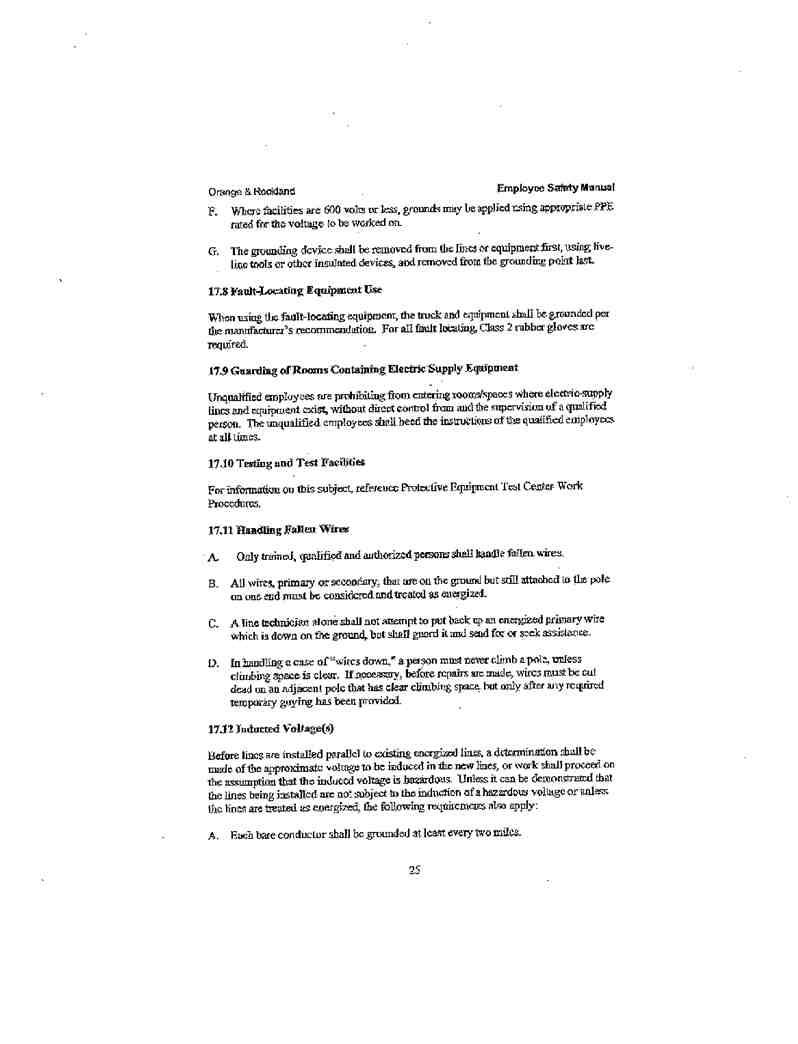 Orange & Rockland
Employee Safety Manual
F. Where facilities are 600 volts or less, grounds may be applied using appropriate PPE
rated for the voltage to be worked on.
G. The grounding device shall be removed from the lines or equipment first, using live-
line tools or other insulated devices, and removed from the grounding point last.
17.8 Fault-Locating Equipment Use
When using the fault-locating equipment, the truck and equipment shall be grounded per
the manufacturer's recommendation. For all fault locating, Class 2 rubber gloves are
required.
17.9 Guarding of Rooms Containing Electric Supply Equipment
Unqualified employees are prohibiting from entering rooms/spaces where electric-supply
lines and equipment exist, without direct control from and the supervision of a qualified
person. The unqualified employees shall heed the instructions of the qualified employees
at all times.
17.10 Testing and Test Facilities
For information on this subject, reference Protective Equipment Test Center Work
Procedures.
17.11 Handling Fallen Wires
A. Only trained, qualified and authorized persons shall handle fallen wires.
B. All wires, primary or secondary, that are on the ground but still attached to the pole
on one end must be considered and treated as energized.
C. A line technician alone shall not attempt to put back up an energized primary wire
which is down on the ground, but shall guard it and send for or seek assistance.
D. In handling a case of "wires down," a person must never climb a pole, unless
climbing space is clear. If necessary, before repairs are made, wires must be cut
dead on an adjacent pole that has clear climbing space, but only after any required
temporary guying has been provided.
17.12 Inducted Voltage(s)
Before lines are installed parallel to existing energized lines, a determination shall be
made of the approximate voltage to be induced in the new lines, or work shall proceed on
the assumption that the induced voltage is hazardous. Unless it can be demonstrated that
the lines being installed are not subject to the induction of a hazardous voltage or unless
the lines are treated as energized, the following requirements also apply:
A. Each bare conductor shall be grounded at least every two miles.
25